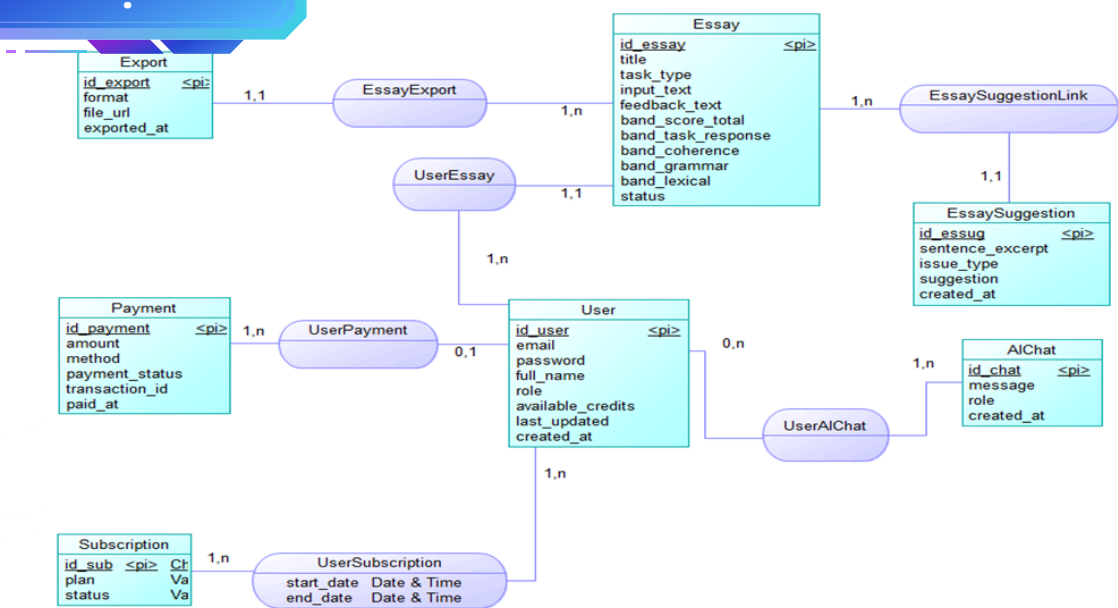 Essay
id_essay <pi>
title
task_type
input_text
feedback_text
band_score_total
band_task_response
band_coherence
band_grammar
band_lexical
status
Export
id_export <pi>
format
file_url
exported_at
1,1
EssayExport
1,n
1,n
EssaySuggestionLink
UserEssay
1,1
1,1
EssaySuggestion
id_essug <pi>
sentence_excerpt
issue_type
suggestion
created_at
1,n
Payment
id_payment <pi>
amount
method
payment_status
transaction_id
paid_at
1,n
UserPayment
0,1
User
id_user <pi>
email
password
full_name
role
available_credits
last_updated
created_at
0,n
AIChat
id_chat <pi>
message
role
created_at
1,n
UserAIChat
1,n
Subscription
id_sub <pi> Ch
plan Va
status Va
1,n
UserSubscription
start_date Date & Time
end_date Date & Time